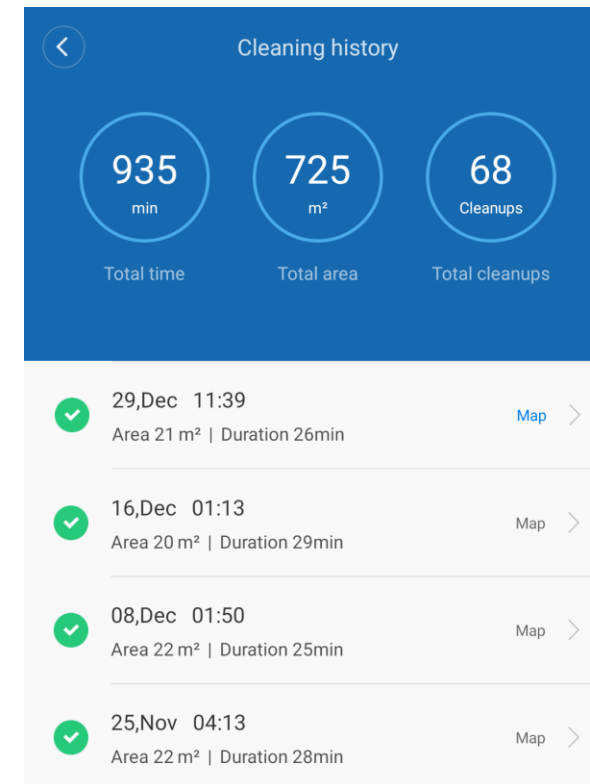 Cleaning history
935 725 68
min m² Cleanups
Total time Total area Total cleanups
29,Dec 11:39
Area 21 m² | Duration 26min
Map
16,Dec 01:13
Area 20 m² | Duration 29min
Map
08,Dec 01:50
Area 22 m² | Duration 25min
Map
25,Nov 04:13
Area 22 m² | Duration 28min
Map